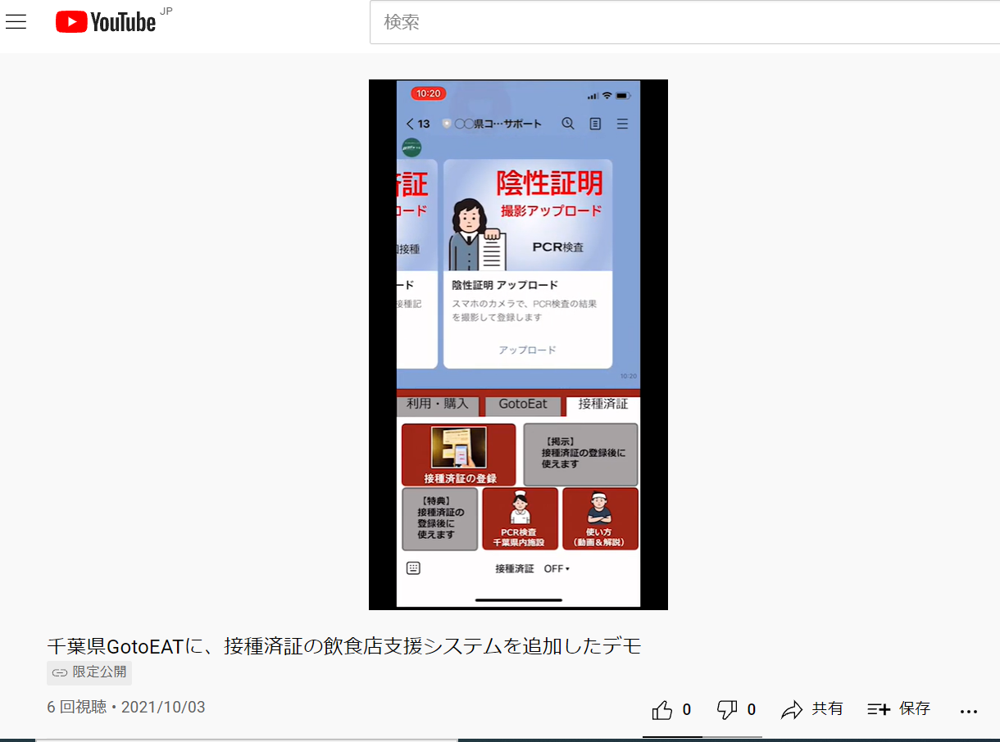 YouTube JP
検索
10:20
13 〇〇県コ…サポート
陰性証明
撮影アップロード
PCR検査
陰性証明 アップロード
スマホのカメラで、PCR検査の結果
を撮影して登録します
アップロード
証
ロード
接種
ード
接種記
10:20
利用・購入
GotoEat
接種済証
接種済証の登録
【掲示】
接種済証の登録後に
使えます
【特典】
接種済証の
登録後に
使えます
PCR検査
千葉県内施設
使い方
(動画&解説)
接種済証 OFF▾
千葉県GotoEATに、接種済証の飲食店支援システムを追加したデモ
限定公開
6 回視聴・2021/10/03
0
0
共有
保存